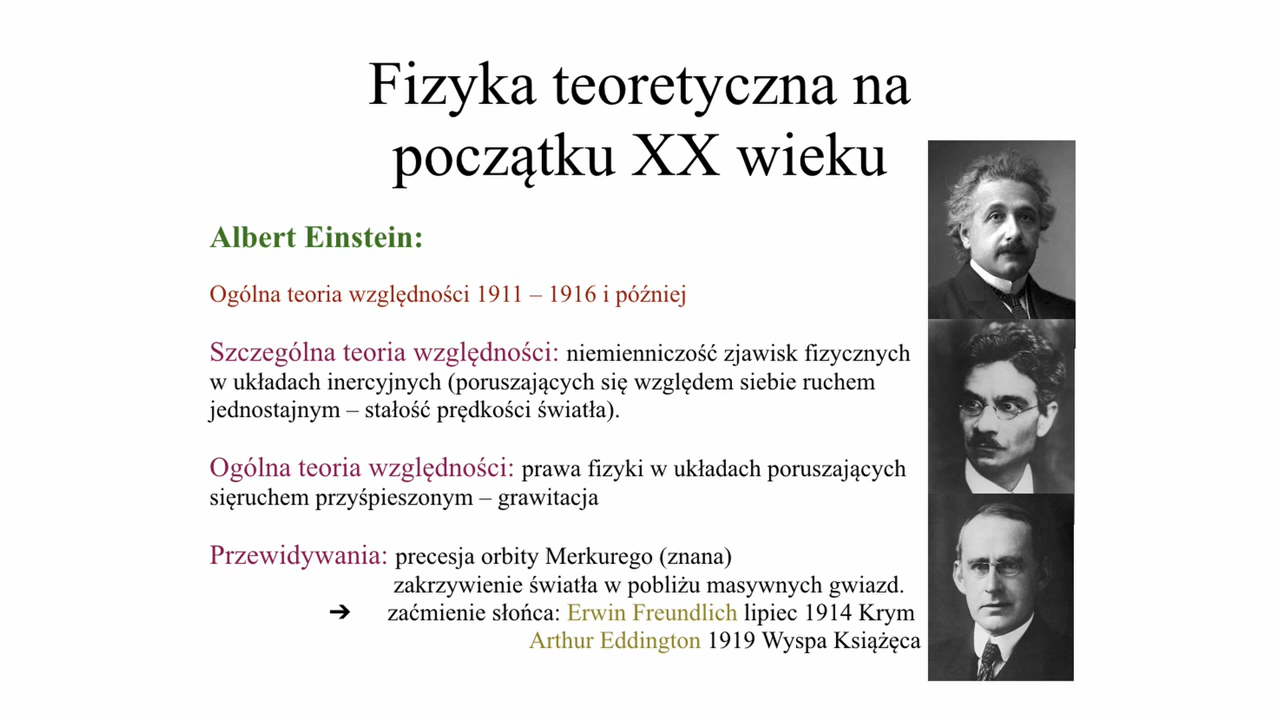 Fizyka teoretyczna na
początku XX wieku
Albert Einstein:
Ogólna teoria względności 1911 – 1916 i później
Szczególna teoria względności: niemienniczość zjawisk fizycznych
w układach inercyjnych (poruszających się względem siebie ruchem
jednostajnym – stałość prędkości światła).
Ogólna teoria względności: prawa fizyki w układach poruszających
sięruchem przyśpieszonym – grawitacja
Przewidywania: precesja orbity Merkurego (znana)
zakrzywienie światła w pobliżu masywnych gwiazd.
➔ zaćmienie słońca: Erwin Freundlich lipiec 1914 Krym
Arthur Eddington 1919 Wyspa Książęca